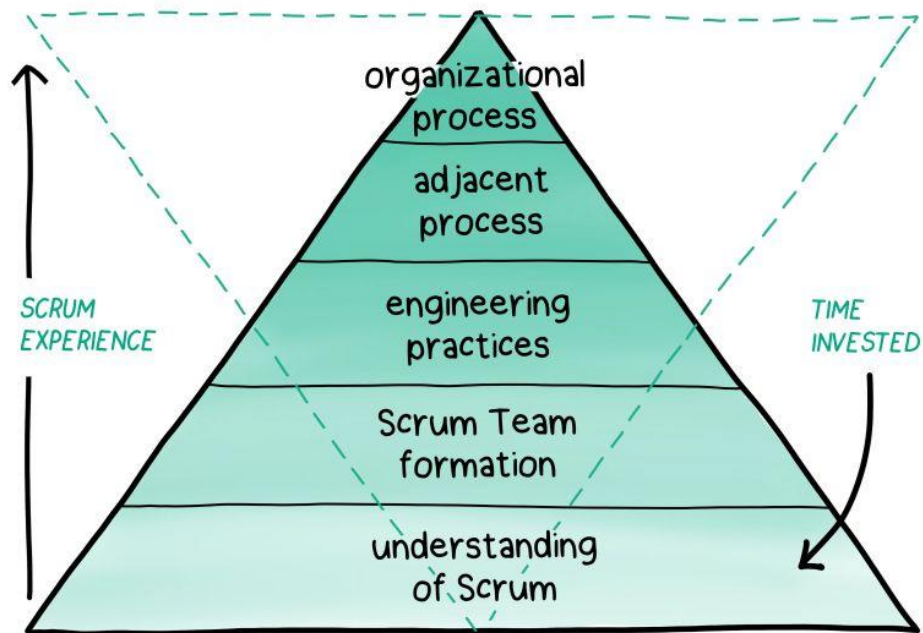 organizational
process
adjacent
process
SCRUM
EXPERIENCE
engineering
practices
TIME
INVESTED
Scrum Team
formation
understanding
of Scrum